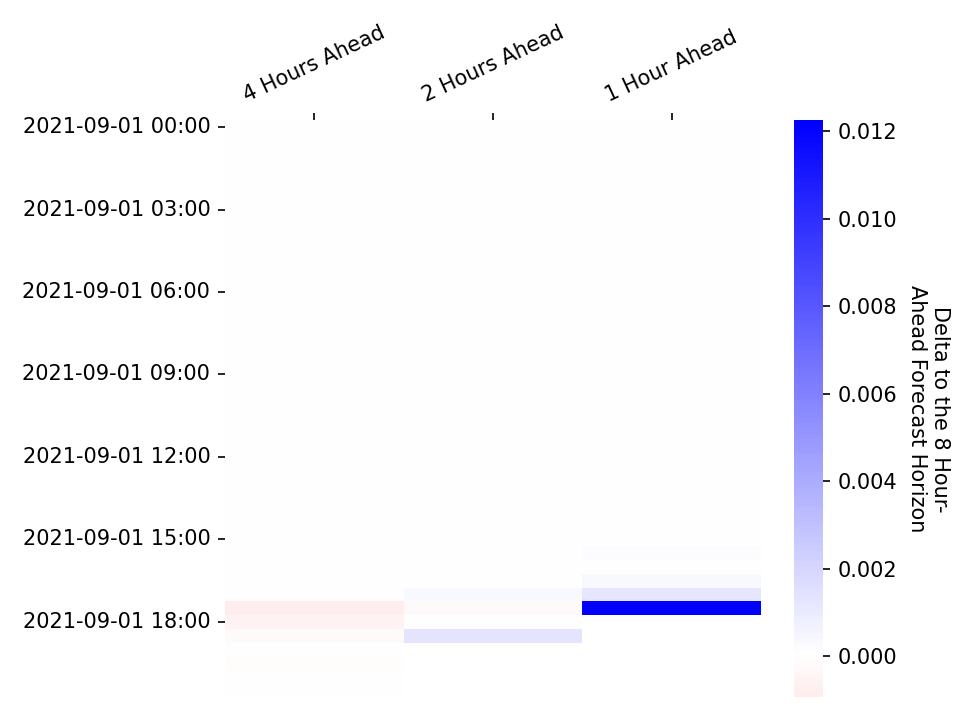 4 Hours Ahead
2 Hours Ahead
1 Hour Ahead
2021-09-01 00:00
2021-09-01 03:00
2021-09-01 06:00
2021-09-01 09:00
2021-09-01 12:00
2021-09-01 15:00
2021-09-01 18:00
0.012
0.010
0.008
0.006
0.004
0.002
0.000
Delta to the 8 Hour-
Ahead Forecast Horizon